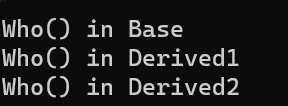 Who() in Base
Who() in Derived1
Who() in Derived2